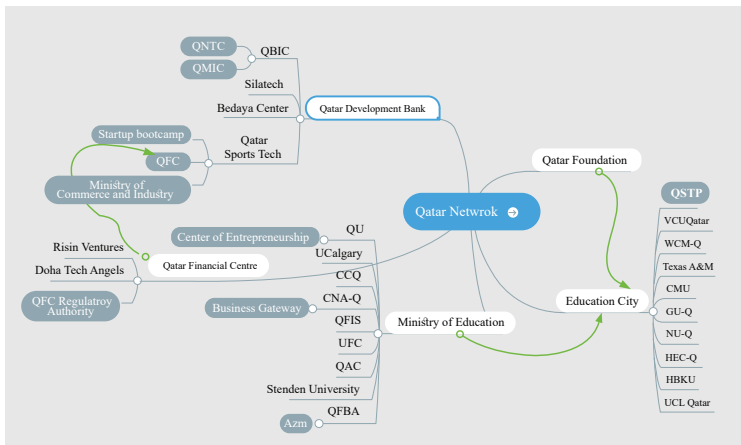 QNTC
QBIC
QMIC
Silatech
Bedaya Center
Qatar Development Bank
Startup bootcamp
Qatar
Sports Tech
QFC
Ministry of
Commerce and Industry
Qatar Foundation
QSTP
Qatar Netwrok
VCUQatar
WCM-Q
Texas A&M
CMU
GU-Q
NU-Q
HEC-Q
HBKU
UCL Qatar
Education City
Center of Entrepreneurship
QU
UCalgary
CCQ
Business Gateway
CNA-Q
QFIS
UFC
QAC
Stenden University
Azm
QFBA
Ministry of Education
Risin Ventures
Qatar Financial Centre
Doha Tech Angels
QFC Regulatroy
Authority